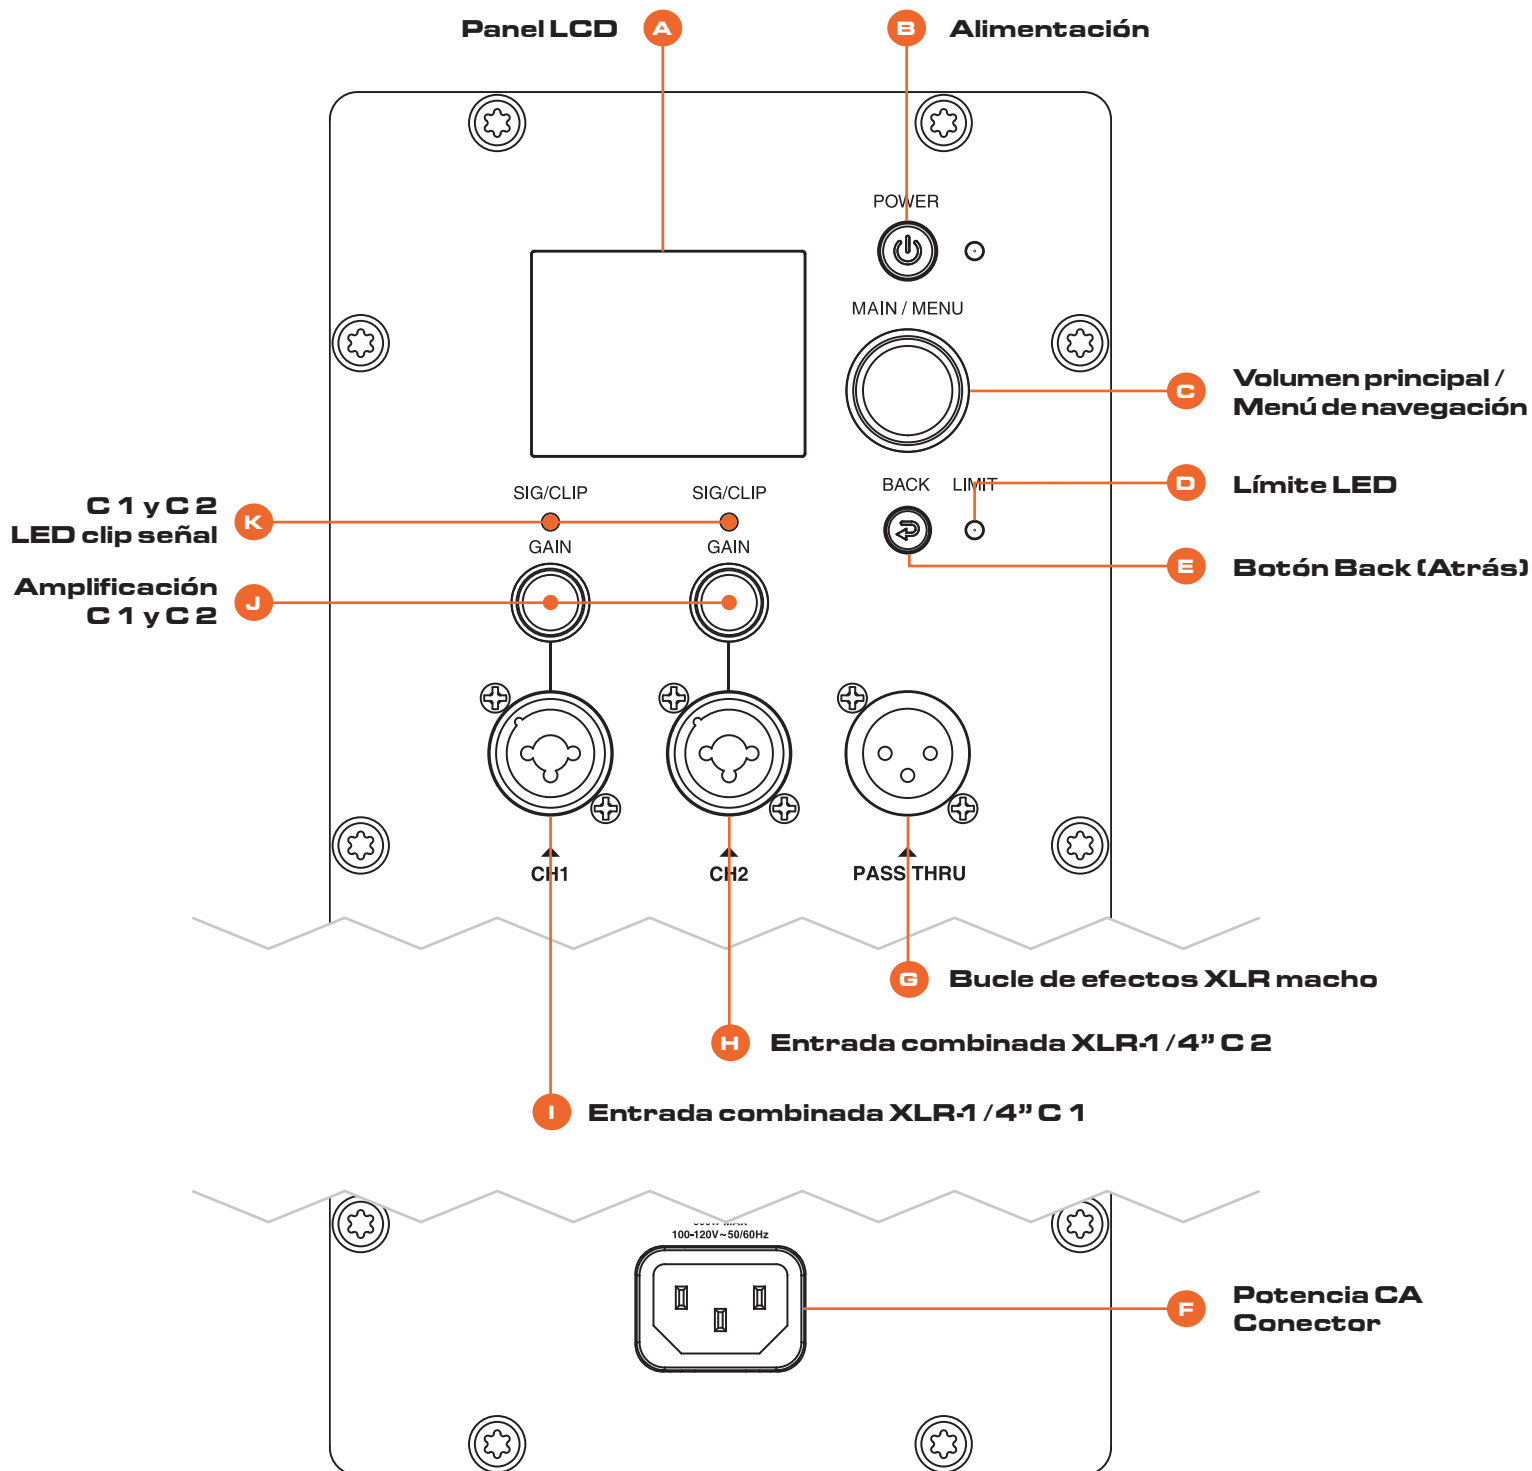 Panel LCD A
B Alimentación
POWER
MAIN / MENU
C Volumen principal /
Menú de navegación
SIG/CLIP SIG/CLIP
BACK LIMIT
D Límite LED
K C 1 y C 2
LED clip señal
GAIN GAIN
E Botón Back (Atrás)
Amplificación
C 1 y C 2 J
CH1 CH2 PASS THRU
G Bucle de efectos XLR macho
H Entrada combinada XLR-1/4” C 2
I Entrada combinada XLR-1/4” C 1
100-120V~50/60Hz
F Potencia CA
Conector